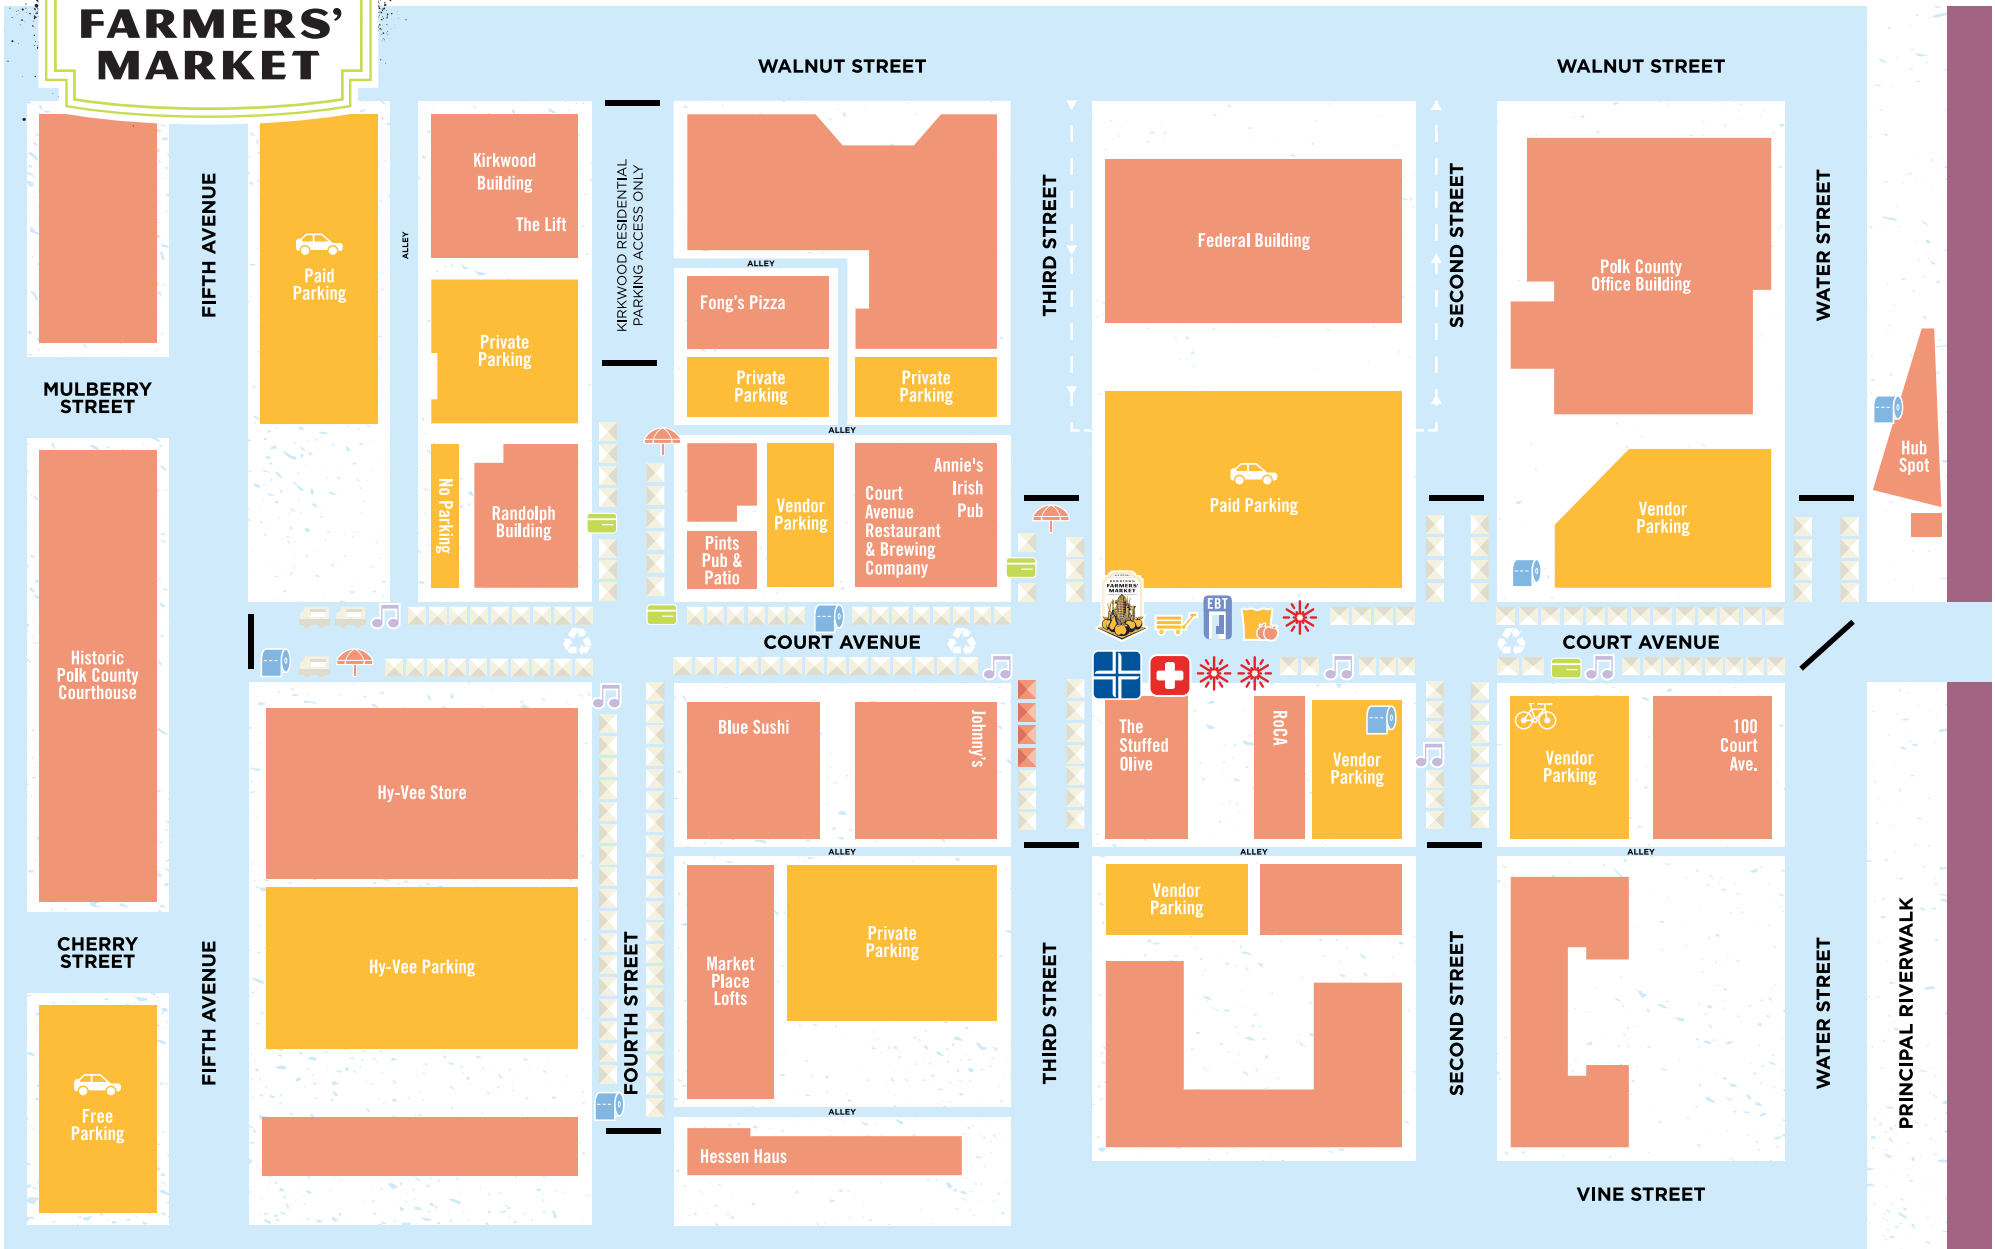 FARMERS'
MARKET
WALNUT STREET
WALNUT STREET
FIFTH AVENUE
Paid
Parking
ALLEY
Kirkwood
Building
The Lift
KIRKWOOD RESIDENTIAL
PARKING ACCESS ONLY
ALLEY
Fong's Pizza
THIRD STREET
Federal Building
SECOND STREET
Polk County
Office Building
WATER STREET
Private
Parking
Private
Parking
Private
Parking
MULBERRY
STREET
ALLEY
No Parking
Randolph
Building
Pints
Pub &
Patio
Vendor
Parking
Annie's
Irish
Pub
Court
Avenue
Restaurant
& Brewing
Company
Paid Parking
Vendor
Parking
Hub
Spot
FARMERS'
MARKET
EBT
COURT AVENUE
COURT AVENUE
Historic
Polk County
Courthouse
Hy-Vee Store
Blue Sushi
Johnny's
The
Stuffed
Olive
RoCA
Vendor
Parking
Vendor
Parking
100
Court
Ave.
ALLEY
ALLEY
ALLEY
CHERRY
STREET
FIFTH AVENUE
Hy-Vee Parking
FOURTH STREET
Market
Place
Lofts
Private
Parking
THIRD STREET
Vendor
Parking
SECOND STREET
WATER STREET
PRINCIPAL RIVERWALK
Free
Parking
ALLEY
Hessen Haus
VINE STREET